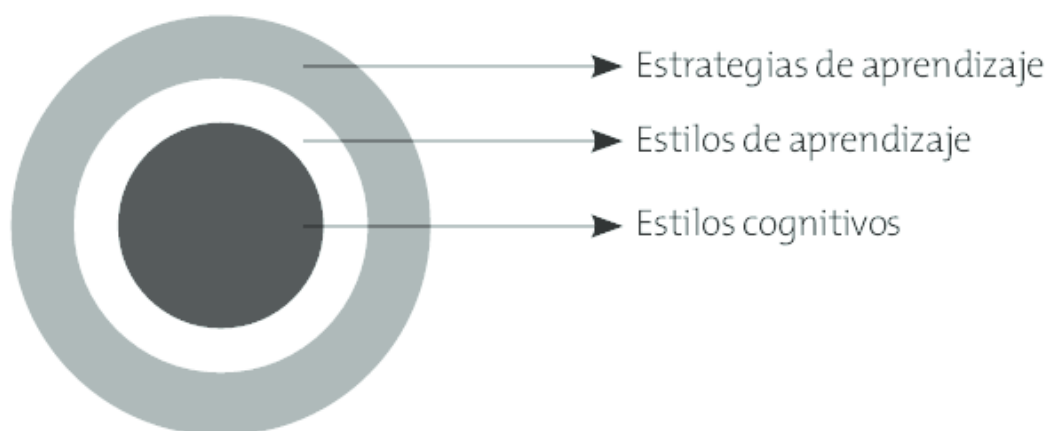 Estrategias de aprendizaje
Estilos de aprendizaje
Estilos cognitivos